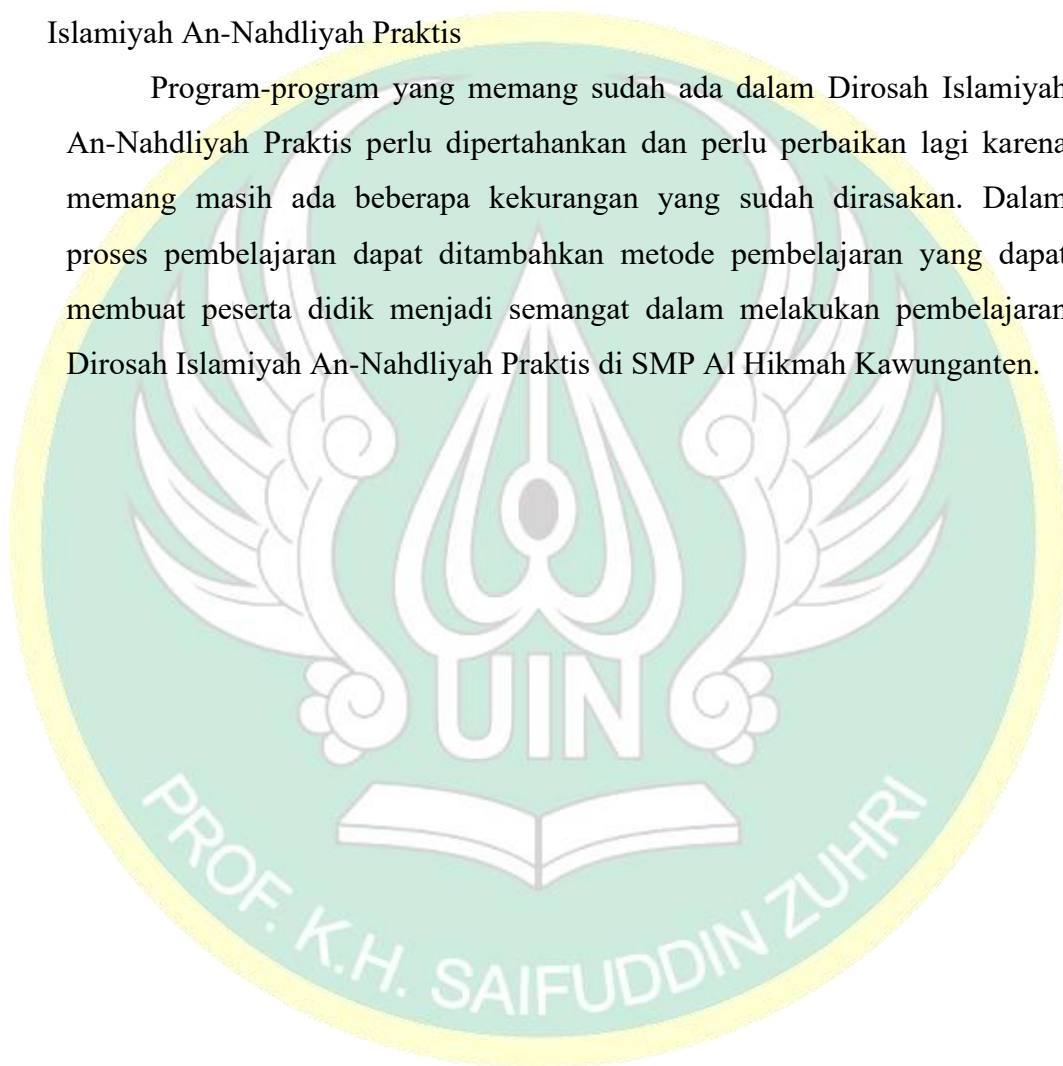 Islamiyah An-Nahdliyah Praktis
Program-program yang memang sudah ada dalam Dirosah Islamiyah
An-Nahdliyah Praktis perlu dipertahankan dan perlu perbaikan lagi karena
memang masih ada beberapa kekurangan yang sudah dirasakan. Dalam
proses pembelajaran dapat ditambahkan metode pembelajaran yang dapat
membuat peserta didik menjadi semangat dalam melakukan pembelajaran
Dirosah Islamiyah An-Nahdliyah Praktis di SMP Al Hikmah Kawunganten.
UIN
PROF. K.H. SAIFUDDIN ZUHRI